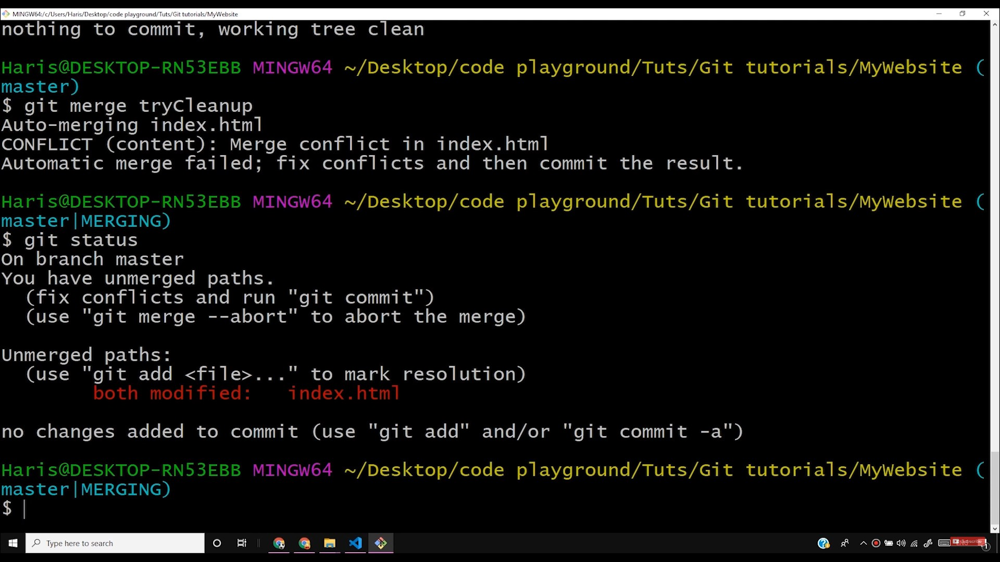 MINGW64:/c/Users/Haris/Desktop/code playground/Tuts/Git tutorials/MyWebsite
nothing to commit, working tree clean
Haris@DESKTOP-RN53EBB MINGW64 ~/Desktop/code playground/Tuts/Git tutorials/MyWebsite (
master)
$ git merge tryCleanup
Auto-merging index.html
CONFLICT (content): Merge conflict in index.html
Automatic merge failed; fix conflicts and then commit the result.
Haris@DESKTOP-RN53EBB MINGW64 ~/Desktop/code playground/Tuts/Git tutorials/MyWebsite (
master|MERGING)
$ git status
On branch master
You have unmerged paths.
  (fix conflicts and run "git commit")
  (use "git merge --abort" to abort the merge)
Unmerged paths:
  (use "git add <file>..." to mark resolution)
        both modified:   index.html
no changes added to commit (use "git add" and/or "git commit -a")
Haris@DESKTOP-RN53EBB MINGW64 ~/Desktop/code playground/Tuts/Git tutorials/MyWebsite (
master|MERGING)
$
Type here to search
Subscribe
1